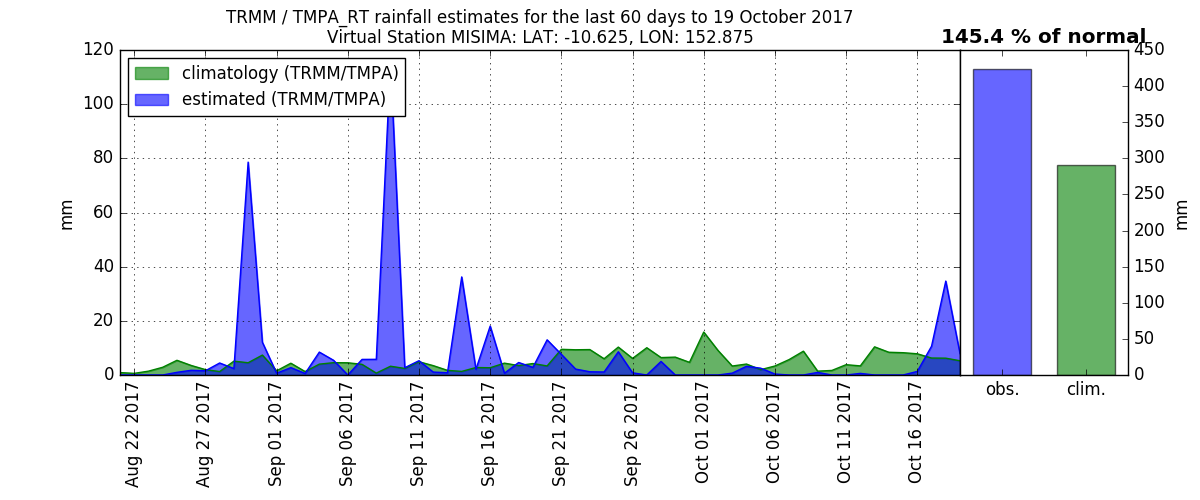 TRMM / TMPA_RT rainfall estimates for the last 60 days to 19 October 2017
Virtual Station MISIMA: LAT: -10.625, LON: 152.875
145.4 % of normal
climatology (TRMM/TMPA)
estimated (TRMM/TMPA)
120
100
80
60
40
20
0
mm
450
400
350
300
250
200
150
100
50
0
mm
Aug 22 2017
Aug 27 2017
Sep 01 2017
Sep 06 2017
Sep 11 2017
Sep 16 2017
Sep 21 2017
Sep 26 2017
Oct 01 2017
Oct 06 2017
Oct 11 2017
Oct 16 2017
obs.
clim.